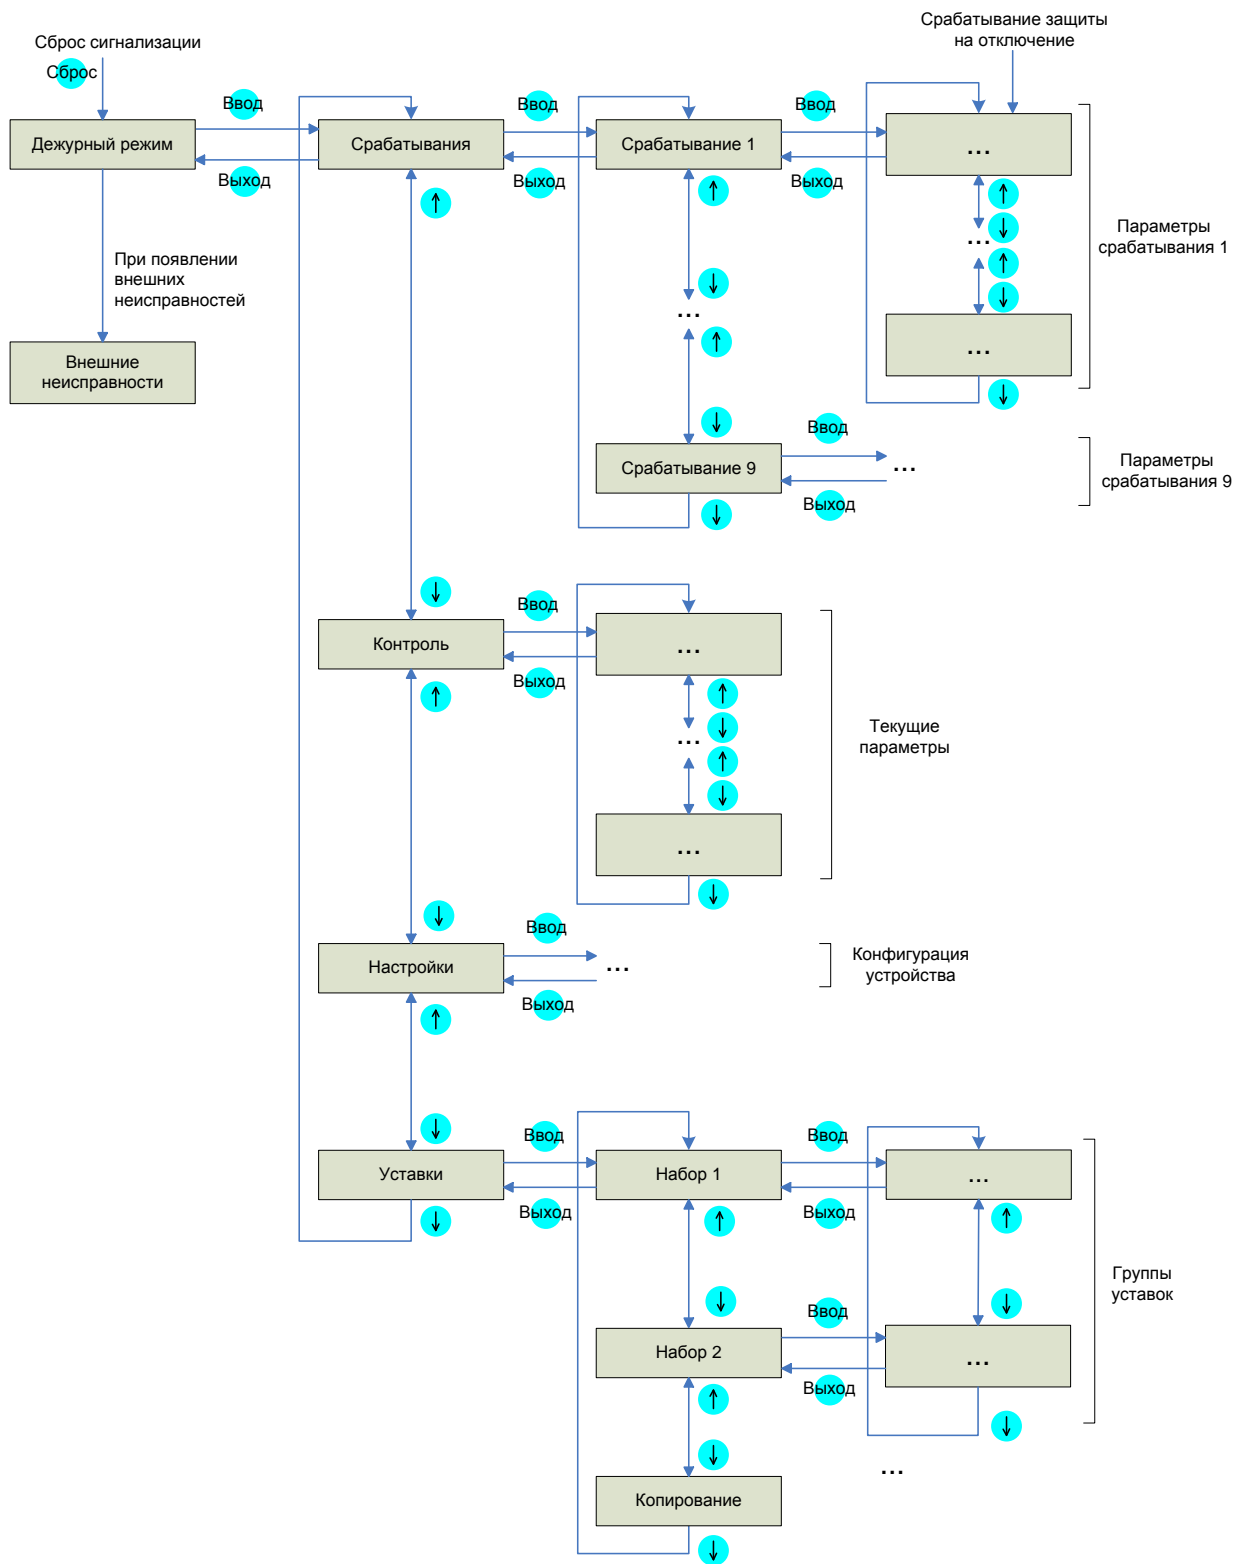 Сброс сигнализации
Срабатывание защиты
на отключение
Сброс
Ввод
Ввод
Ввод
Дежурный режим
Срабатывания
Срабатывание 1
...
Выход
Выход
Выход
↑
↑
↑
↓
...
↑
↓
Параметры
срабатывания 1
При появлении
внешних
неисправностей
↓
...
↑
...
Внешние
неисправности
↓
↓
Ввод
Срабатывание 9
...
Параметры
срабатывания 9
Выход
↓
↓
Ввод
Контроль
...
Выход
↑
↑
↓
...
↑
↓
Текущие
параметры
...
↓
↓
Ввод
Настройки
...
Конфигурация
устройства
Выход
↑
↓
Ввод
Ввод
Уставки
Набор 1
...
Выход
Выход
↓
↑
↑
Группы
уставок
↓
↓
Ввод
Набор 2
...
Выход
↑
↓
↓
...
Копирование
↓